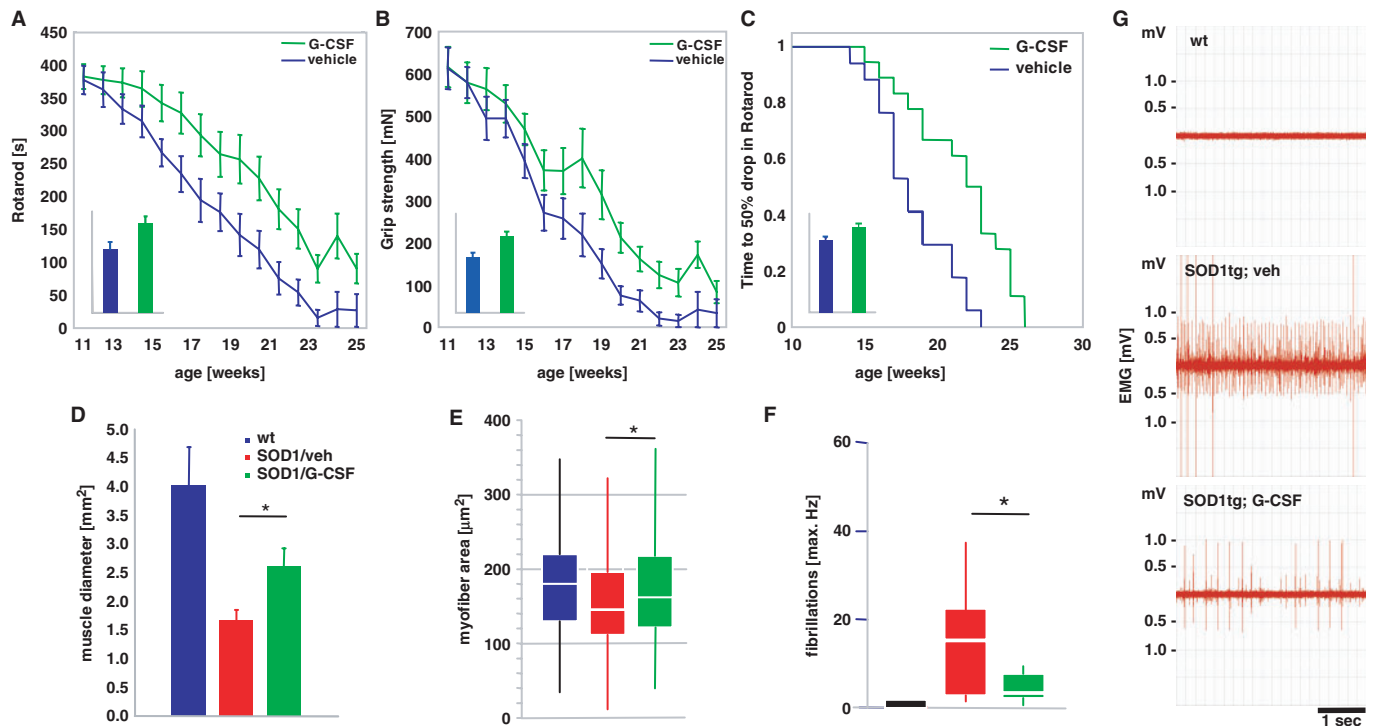 A
Rotarod [s]
450
400
350
300
250
200
150
100
50
0
G-CSF
vehicle
11 13 15 17 19 21 23 25
age [weeks]
B
Grip strength [mN]
700
600
500
400
300
200
100
0
G-CSF
vehicle
11 13 15 17 19 21 23 25
age [weeks]
C
Time to 50% drop in Rotarod
1
0.8
0.6
0.4
0.2
0
G-CSF
vehicle
10 15 20 25 30
age [weeks]
D
muscle diameter [mm²]
5.0
4.5
4.0
3.5
3.0
2.5
2.0
1.5
1.0
0.5
0.0
wt
SOD1/veh
SOD1/G-CSF
*
E
myofiber area [µm²]
400
300
200
100
0
*
F
fibrillations [max. Hz]
60
40
20
0
*
G
EMG [mV]
mV
wt
1.0
0.5
0.5
1.0
mV
SOD1tg; veh
1.0
0.5
0.5
1.0
mV
SOD1tg; G-CSF
1.0
0.5
0.5
1.0
1 sec